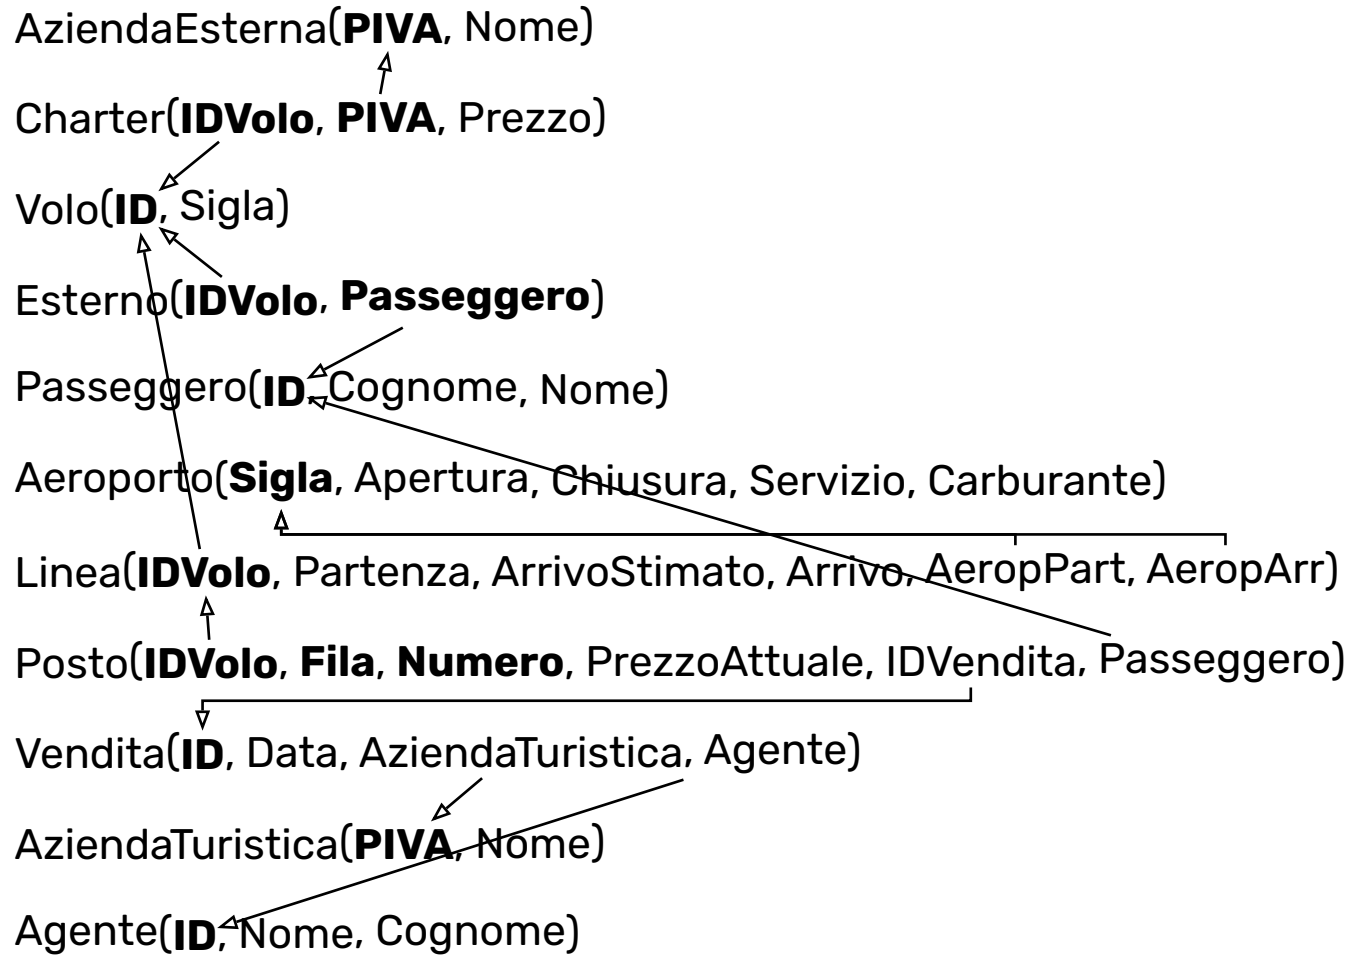 AziendaEsterna(PIVA, Nome)
Charter(IDVolo, PIVA, Prezzo)
Volo(ID, Sigla)
Esterno(IDVolo, Passeggero)
Passeggero(ID, Cognome, Nome)
Aeroporto(Sigla, Apertura, Chiusura, Servizio, Carburante)
Linea(IDVolo, Partenza, ArrivoStimato, Arrivo, AeropPart, AeropArr)
Posto(IDVolo, Fila, Numero, PrezzoAttuale, IDVendita, Passeggero)
Vendita(ID, Data, AziendaTuristica, Agente)
AziendaTuristica(PIVA, Nome)
Agente(ID, Nome, Cognome)